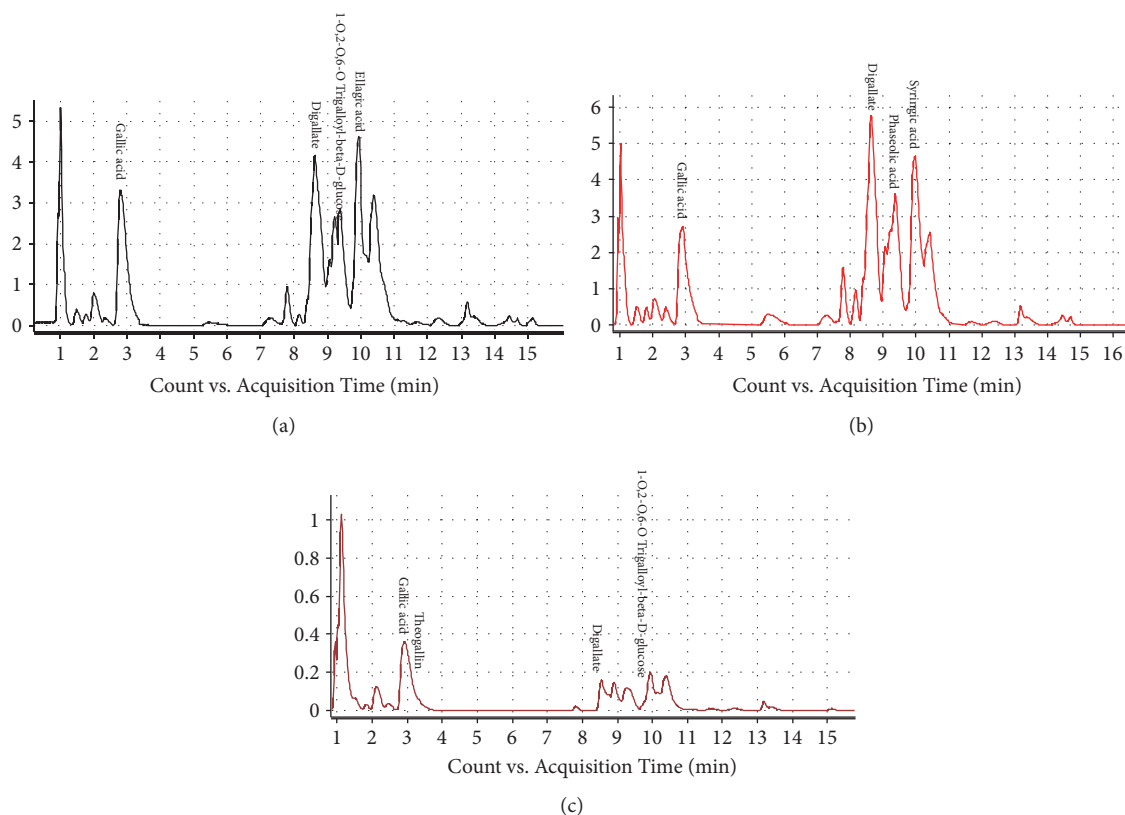 5
4
3
2
1
0
Gallic acid
Digallate
1-O,2-O,6-O Trigalloyl-beta-D-gluco
Ellagic acid
1 2 3 4 5 6 7 8 9 10 11 12 13 14 15
Count vs. Acquisition Time (min)
(a)
6
5
4
3
2
1
0
Gallic acid
Digallate
Phaseolic acid
Syringic acid
1 2 3 4 5 6 7 8 9 10 11 12 13 14 15 16
Count vs. Acquisition Time (min)
(b)
1
0.8
0.6
0.4
0.2
0
Gallic acid
Theogallin
Digallate
1-O,2-O,6-O Trigalloyl-beta-D-glucose
1 2 3 4 5 6 7 8 9 10 11 12 13 14 15
Count vs. Acquisition Time (min)
(c)